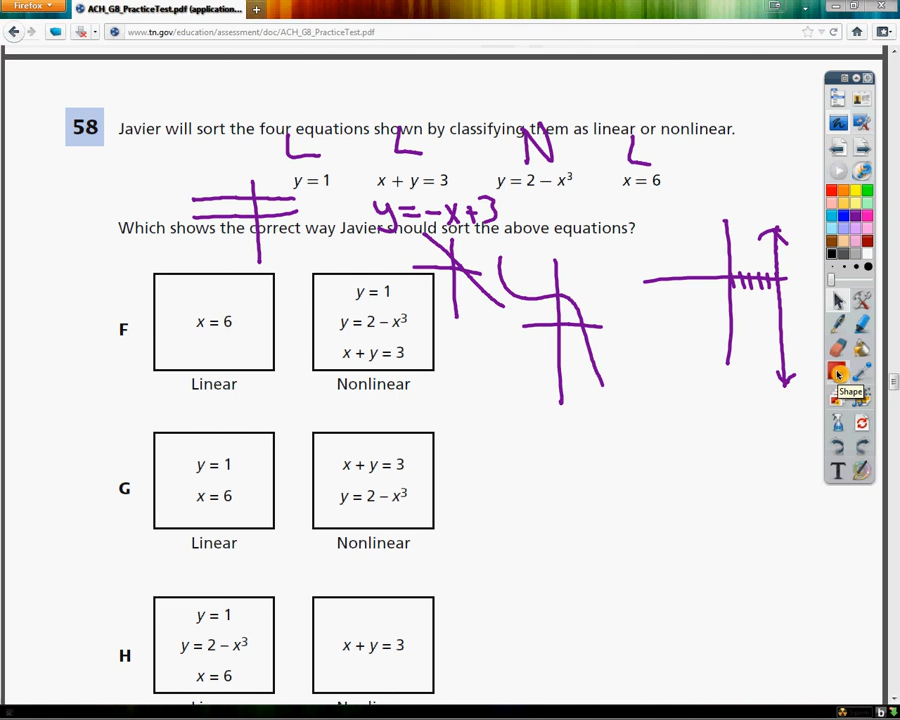 Firefox
ACH_G8_PracticeTest.pdf (application...
www.tn.gov/education/assessment/doc/ACH_G8_PracticeTest.pdf
58 Javier will sort the four equations shown by classifying them as linear or nonlinear.
L L N L
y = 1 x + y = 3 y = 2 – x³ x = 6
y = -x+3
Which shows the correct way Javier should sort the above equations?
F
x = 6
Linear
y = 1
y = 2 – x³
x + y = 3
Nonlinear
G
y = 1
x = 6
Linear
x + y = 3
y = 2 – x³
Nonlinear
H
y = 1
y = 2 – x³
x = 6
x + y = 3
Shape
T